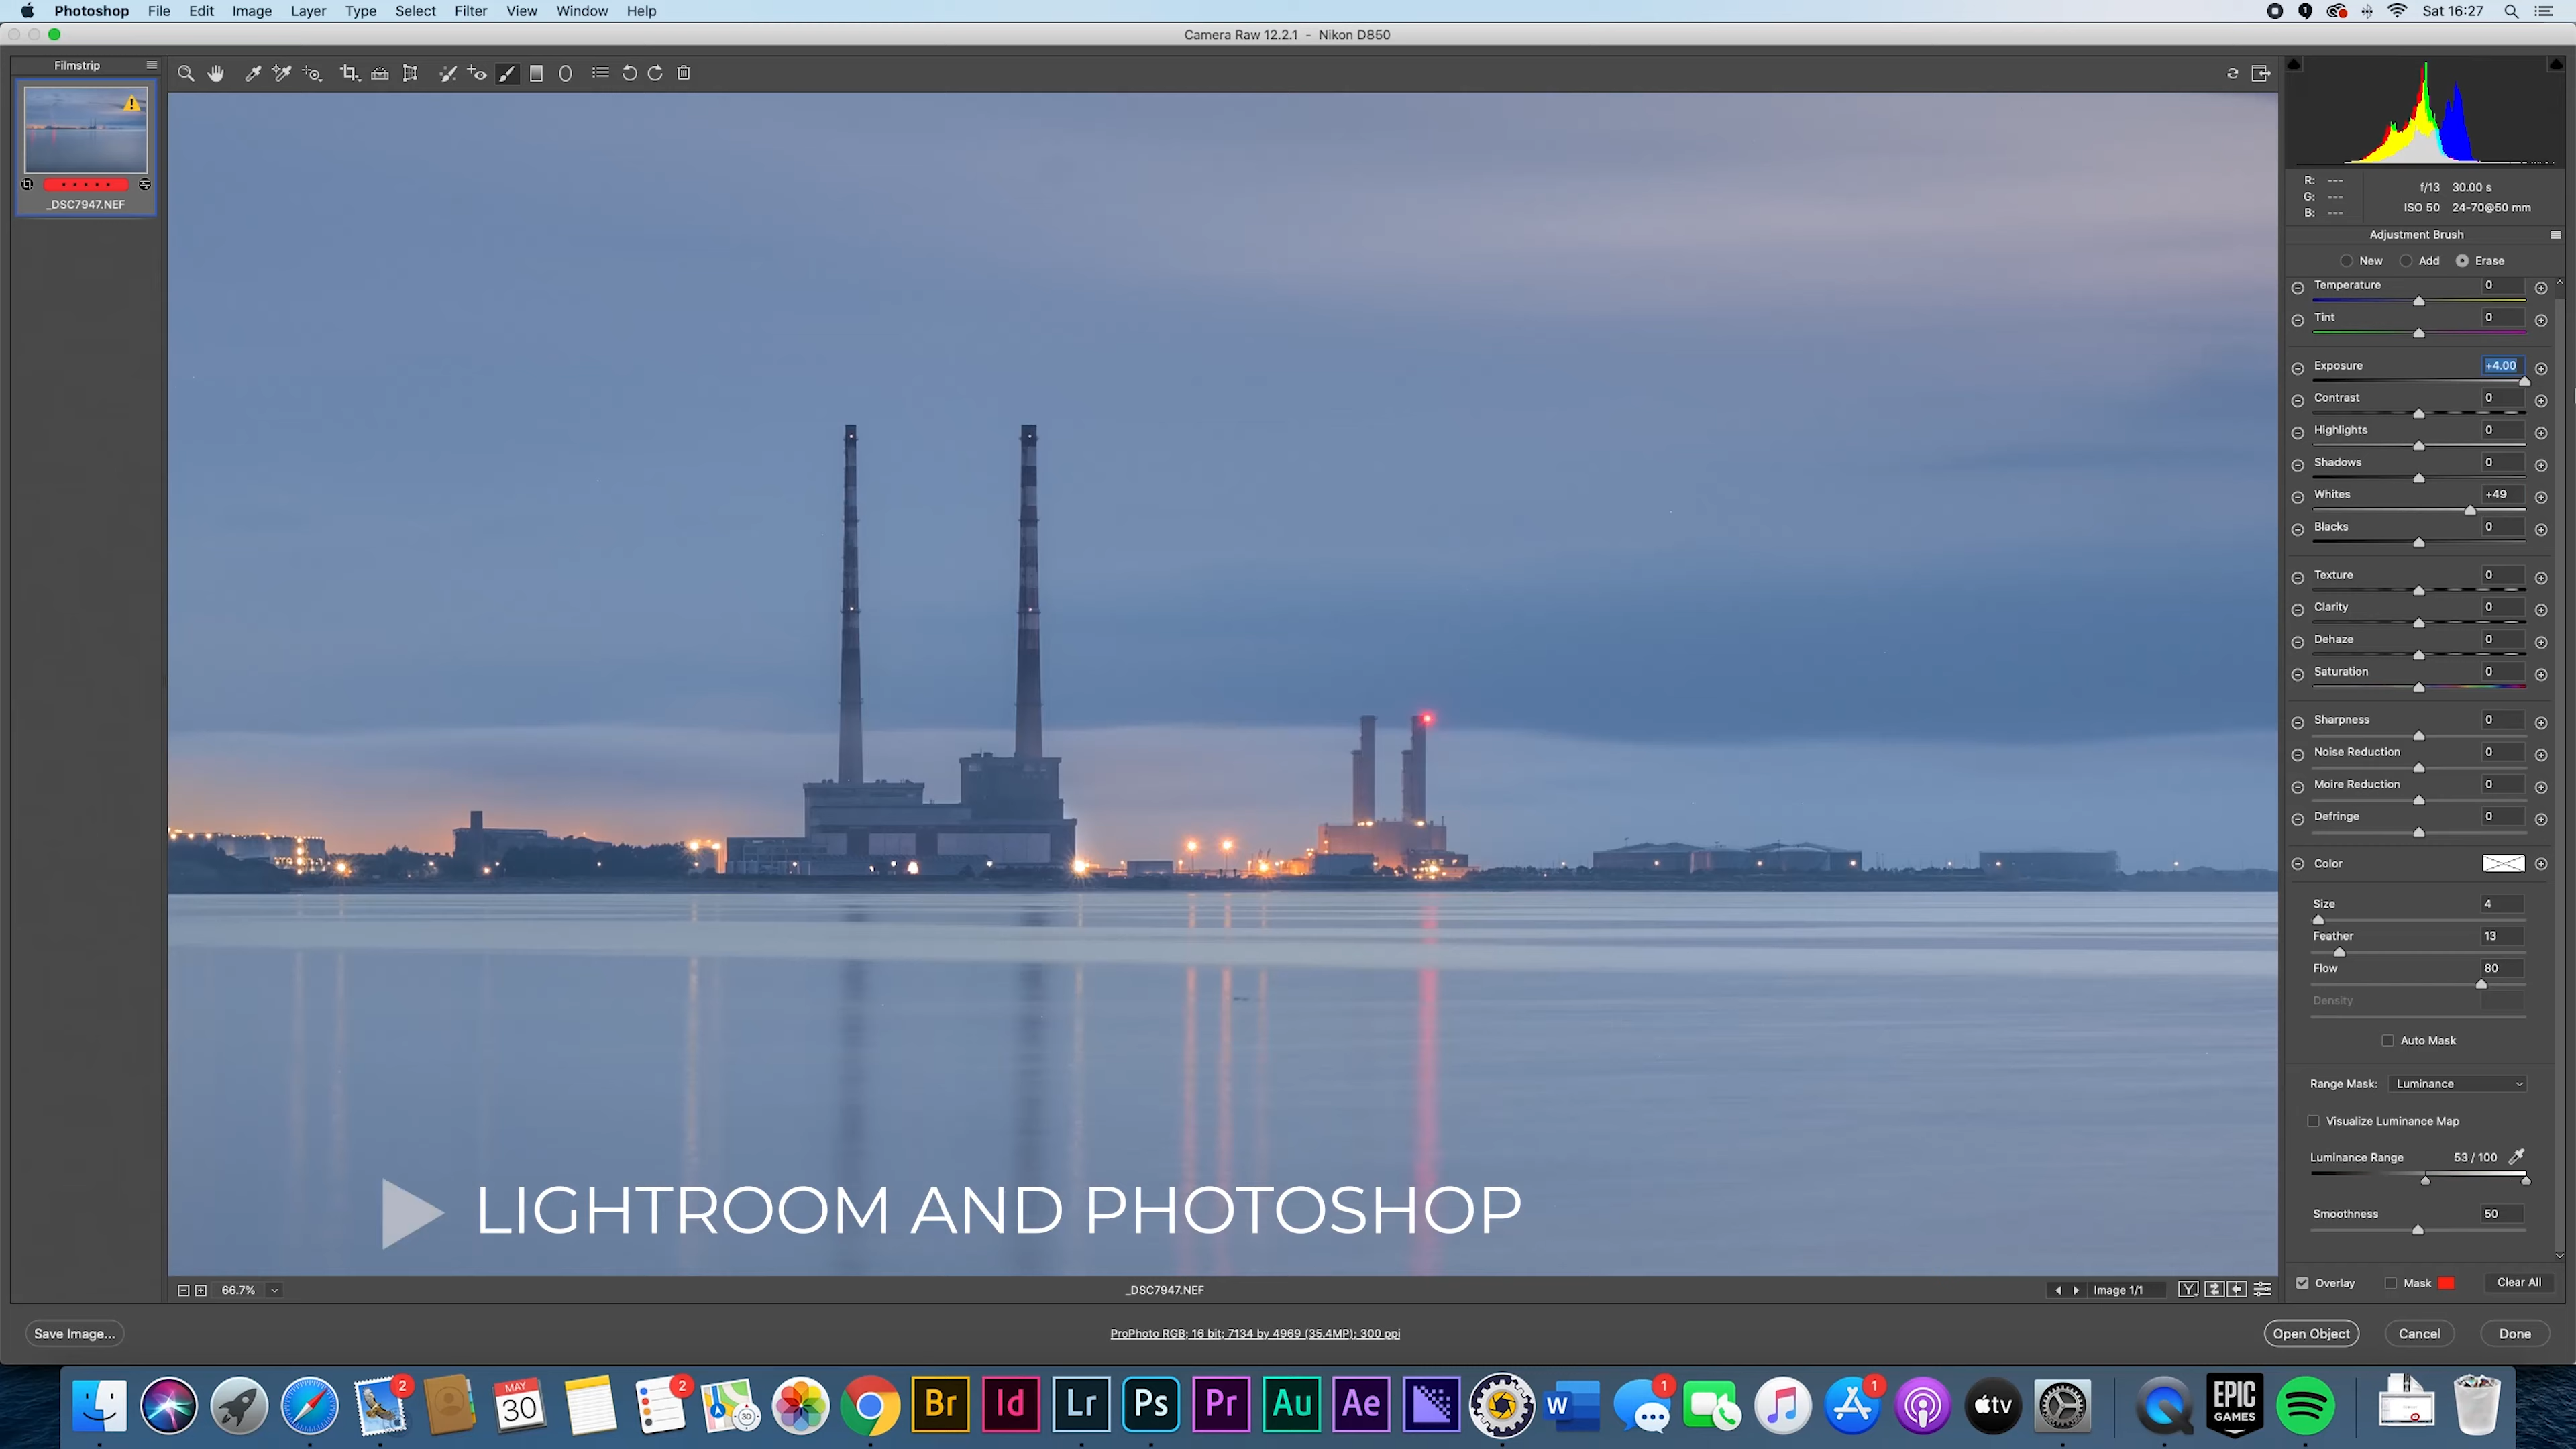 Photoshop File Edit Image Layer Type Select Filter View Window Help
1 Sat 16:27
Camera Raw 12.2.1 - Nikon D850
Filmstrip
_DSC7947.NEF
R: ---
G: ---
B: ---
f/13 30.00 s
ISO 50 24-70@50 mm
Adjustment Brush
New Add Erase
Temperature 0
Tint 0
Exposure +4.00
Contrast 0
Highlights 0
Shadows 0
Whites +49
Blacks 0
Texture 0
Clarity 0
Dehaze 0
Saturation 0
Sharpness 0
Noise Reduction 0
Moire Reduction 0
Defringe 0
Color
Size 4
Feather 13
Flow 80
Density
Auto Mask
Range Mask: Luminance
Visualize Luminance Map
Luminance Range 53 / 100
Smoothness 50
Overlay Mask Clear All
LIGHTROOM AND PHOTOSHOP
66.7% _DSC7947.NEF Image 1/1 Y
Save Image... ProPhoto RGB; 16 bit; 7134 by 4969 (35.4MP); 300 ppi Open Object Cancel Done
2 MAY 30 2 3D Br Id Lr Ps Pr Au Ae W 1 1 tv EPIC GAMES